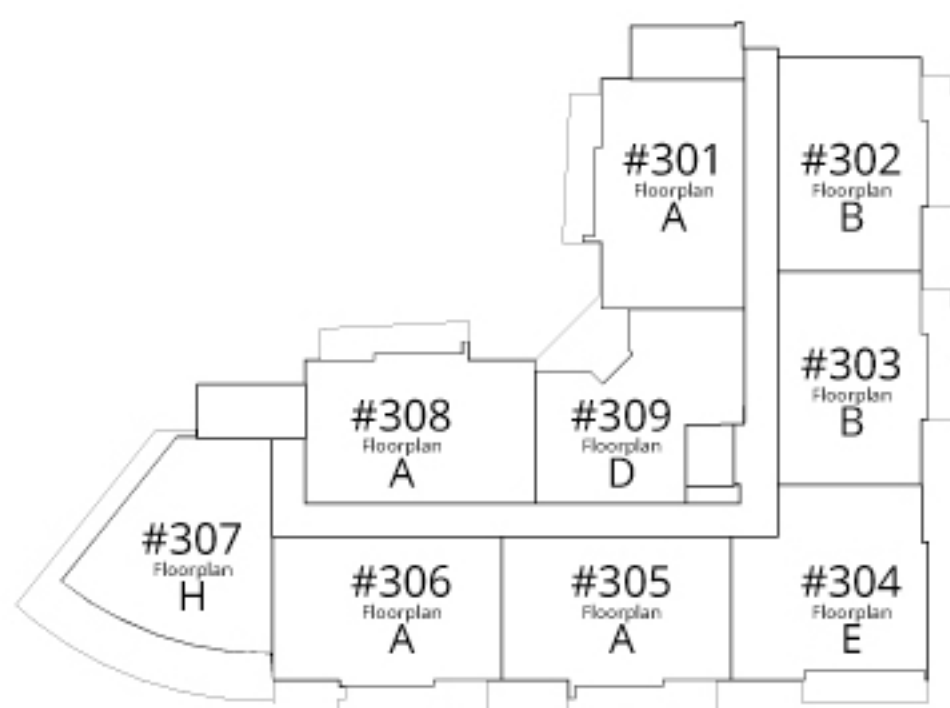 #301
Floorplan
A
#302
Floorplan
B
#303
Floorplan
B
#308
Floorplan
A
#309
Floorplan
D
#307
Floorplan
H
#306
Floorplan
A
#305
Floorplan
A
#304
Floorplan
E